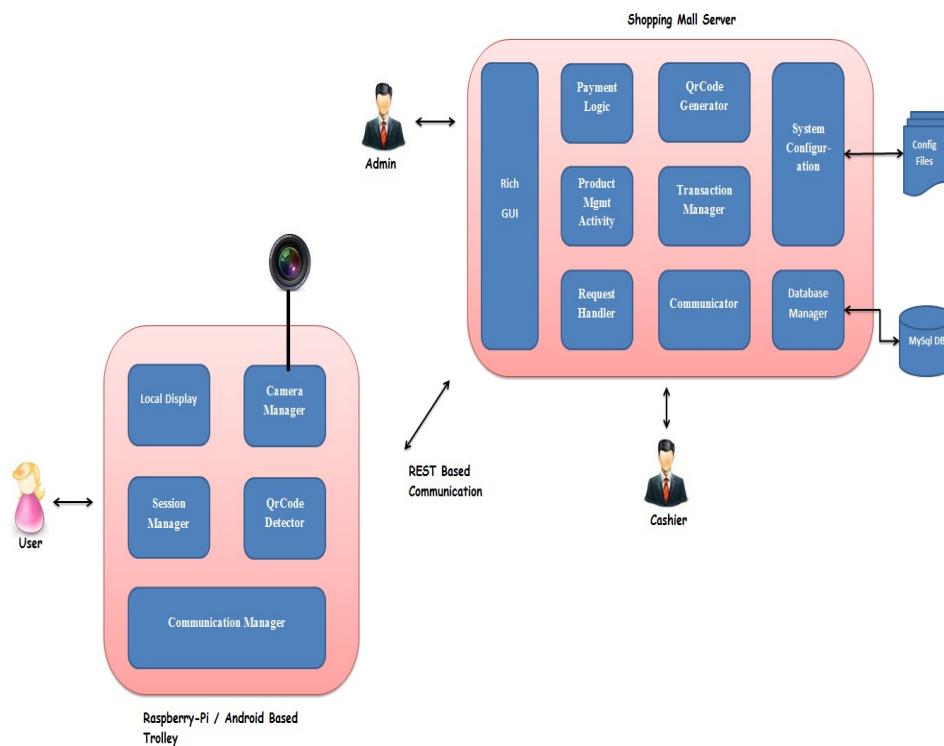 Shopping Mall Server
Admin
Rich
GUI
Payment
Logic
QrCode
Generator
System
Configur-
ation
Config
Files
Product
Mgmt
Activity
Transaction
Manager
Request
Handler
Communicator
Database
Manager
MySql DB
Cashier
REST Based
Communication
User
Local Display
Camera
Manager
Session
Manager
QrCode
Detector
Communication Manager
Raspberry-Pi / Android Based
Trolley